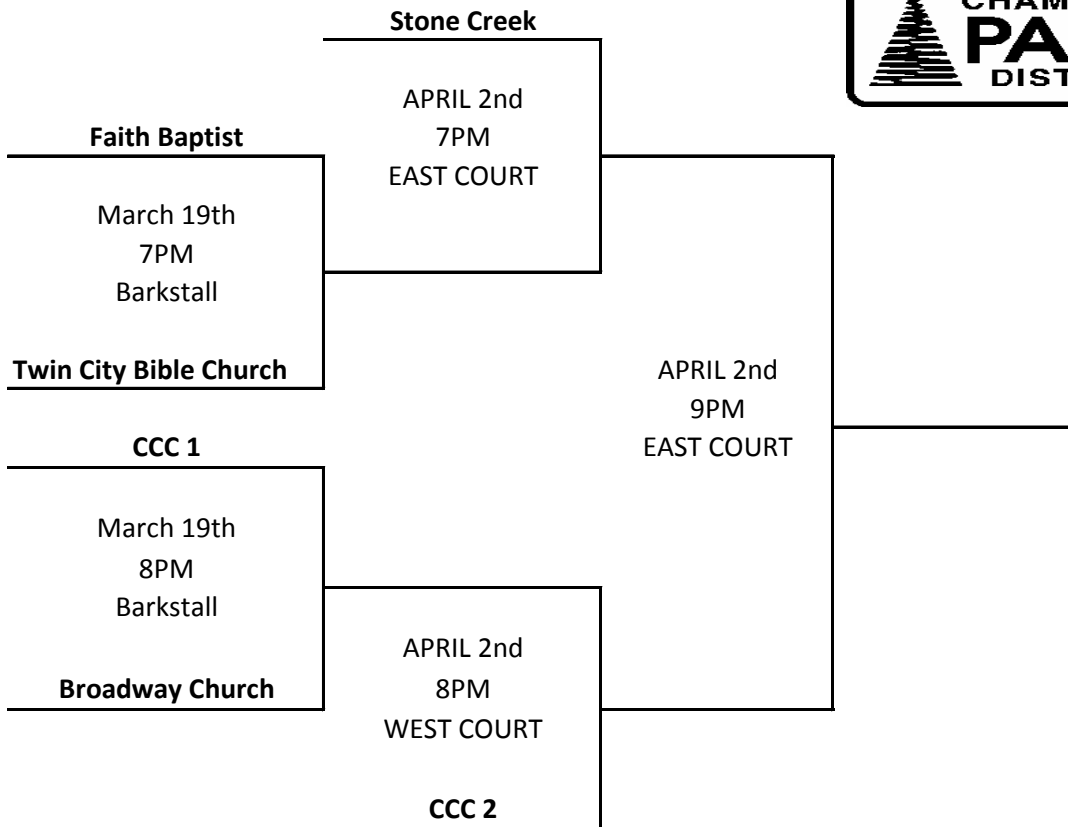 Stone Creek
APRIL 2nd
7PM
EAST COURT
Faith Baptist
March 19th
7PM
Barkstall
Twin City Bible Church
APRIL 2nd
9PM
EAST COURT
CCC 1
March 19th
8PM
Barkstall
Broadway Church
APRIL 2nd
8PM
WEST COURT
CCC 2